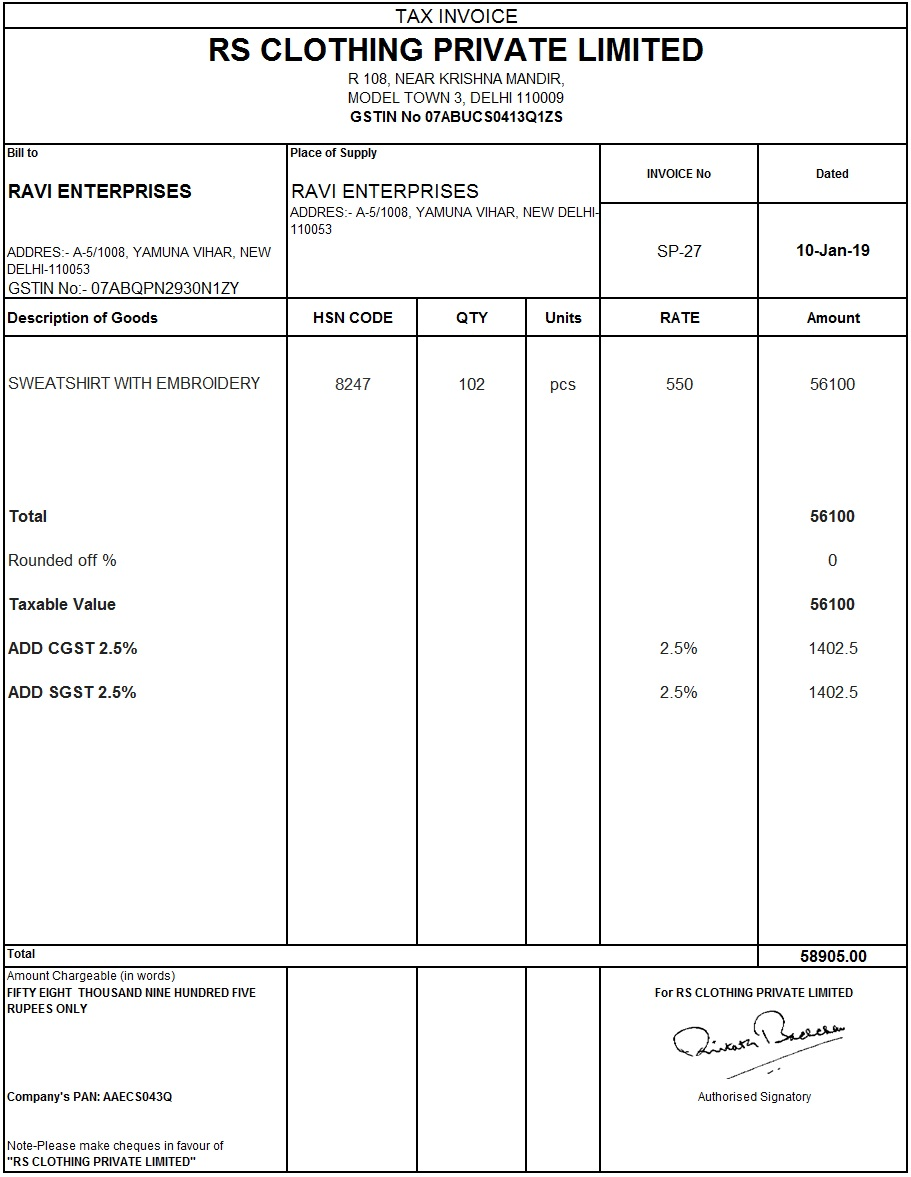 TAX INVOICE
RS CLOTHING PRIVATE LIMITED
R 108, NEAR KRISHNA MANDIR,
MODEL TOWN 3, DELHI 110009
GSTIN No 07ABUCS0413Q1ZS
Bill to
RAVI ENTERPRISES
ADDRES:- A-5/1008, YAMUNA VIHAR, NEW
DELHI-110053
GSTIN No:- 07ABQPN2930N1ZY
Place of Supply
RAVI ENTERPRISES
ADDRES:- A-5/1008, YAMUNA VIHAR, NEW DELHI-
110053
INVOICE No
SP-27
Dated
10-Jan-19
Description of Goods HSN CODE QTY Units RATE Amount
SWEATSHIRT WITH EMBROIDERY 8247 102 pcs 550 56100
Total 56100
Rounded off % 0
Taxable Value 56100
ADD CGST 2.5% 2.5% 1402.5
ADD SGST 2.5% 2.5% 1402.5
Total 58905.00
Amount Chargeable (in words)
FIFTY EIGHT THOUSAND NINE HUNDRED FIVE
RUPEES ONLY
Company's PAN: AAECS043Q
Note-Please make cheques in favour of
"RS CLOTHING PRIVATE LIMITED"
For RS CLOTHING PRIVATE LIMITED
Authorised Signatory